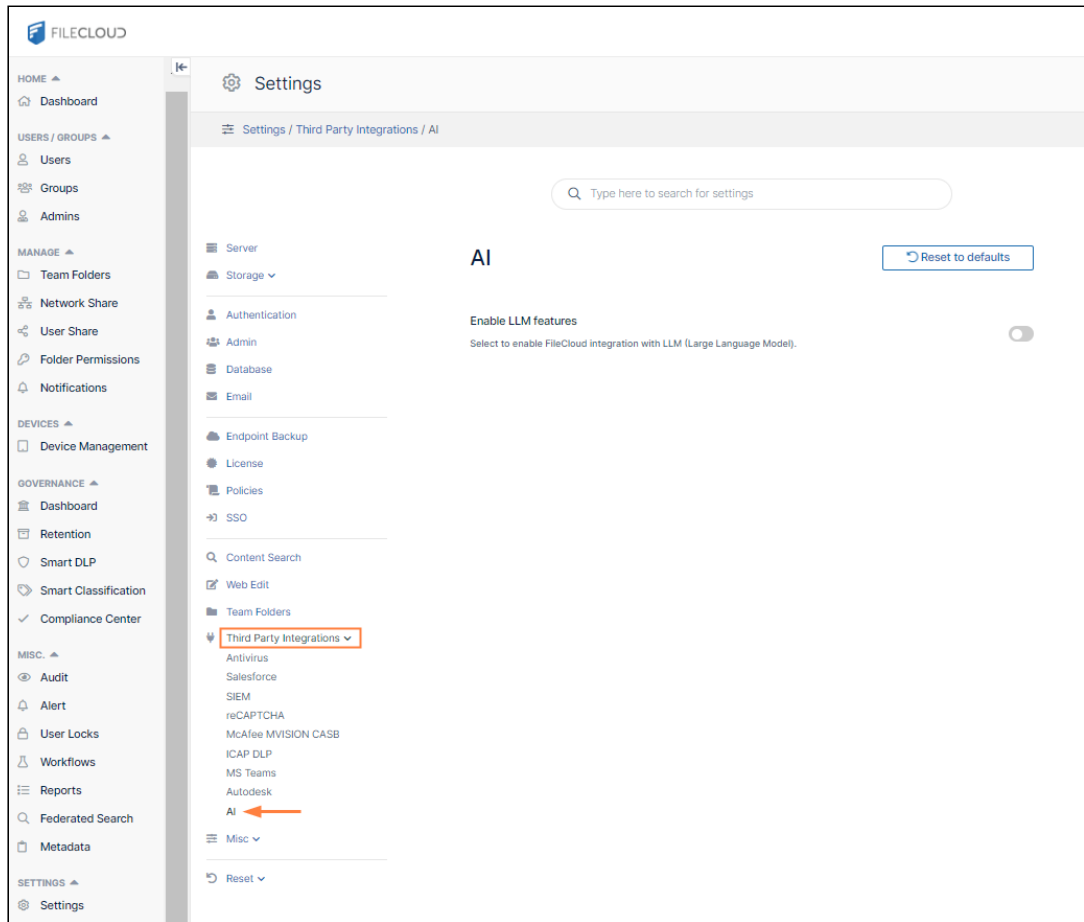 FILECLOUD
HOME
Dashboard
USERS / GROUPS
Users
Groups
Admins
MANAGE
Team Folders
Network Share
User Share
Folder Permissions
Notifications
DEVICES
Device Management
GOVERNANCE
Dashboard
Retention
Smart DLP
Smart Classification
Compliance Center
MISC.
Audit
Alert
User Locks
Workflows
Reports
Federated Search
Metadata
SETTINGS
Settings
Settings
Settings / Third Party Integrations / AI
Type here to search for settings
Server
Storage
Authentication
Admin
Database
Email
Endpoint Backup
License
Policies
SSO
Content Search
Web Edit
Team Folders
Third Party Integrations
Antivirus
Salesforce
SIEM
reCAPTCHA
McAfee MVISION CASB
ICAP DLP
MS Teams
Autodesk
AI
Misc
Reset
AI
Reset to defaults
Enable LLM features
Select to enable FileCloud integration with LLM (Large Language Model).